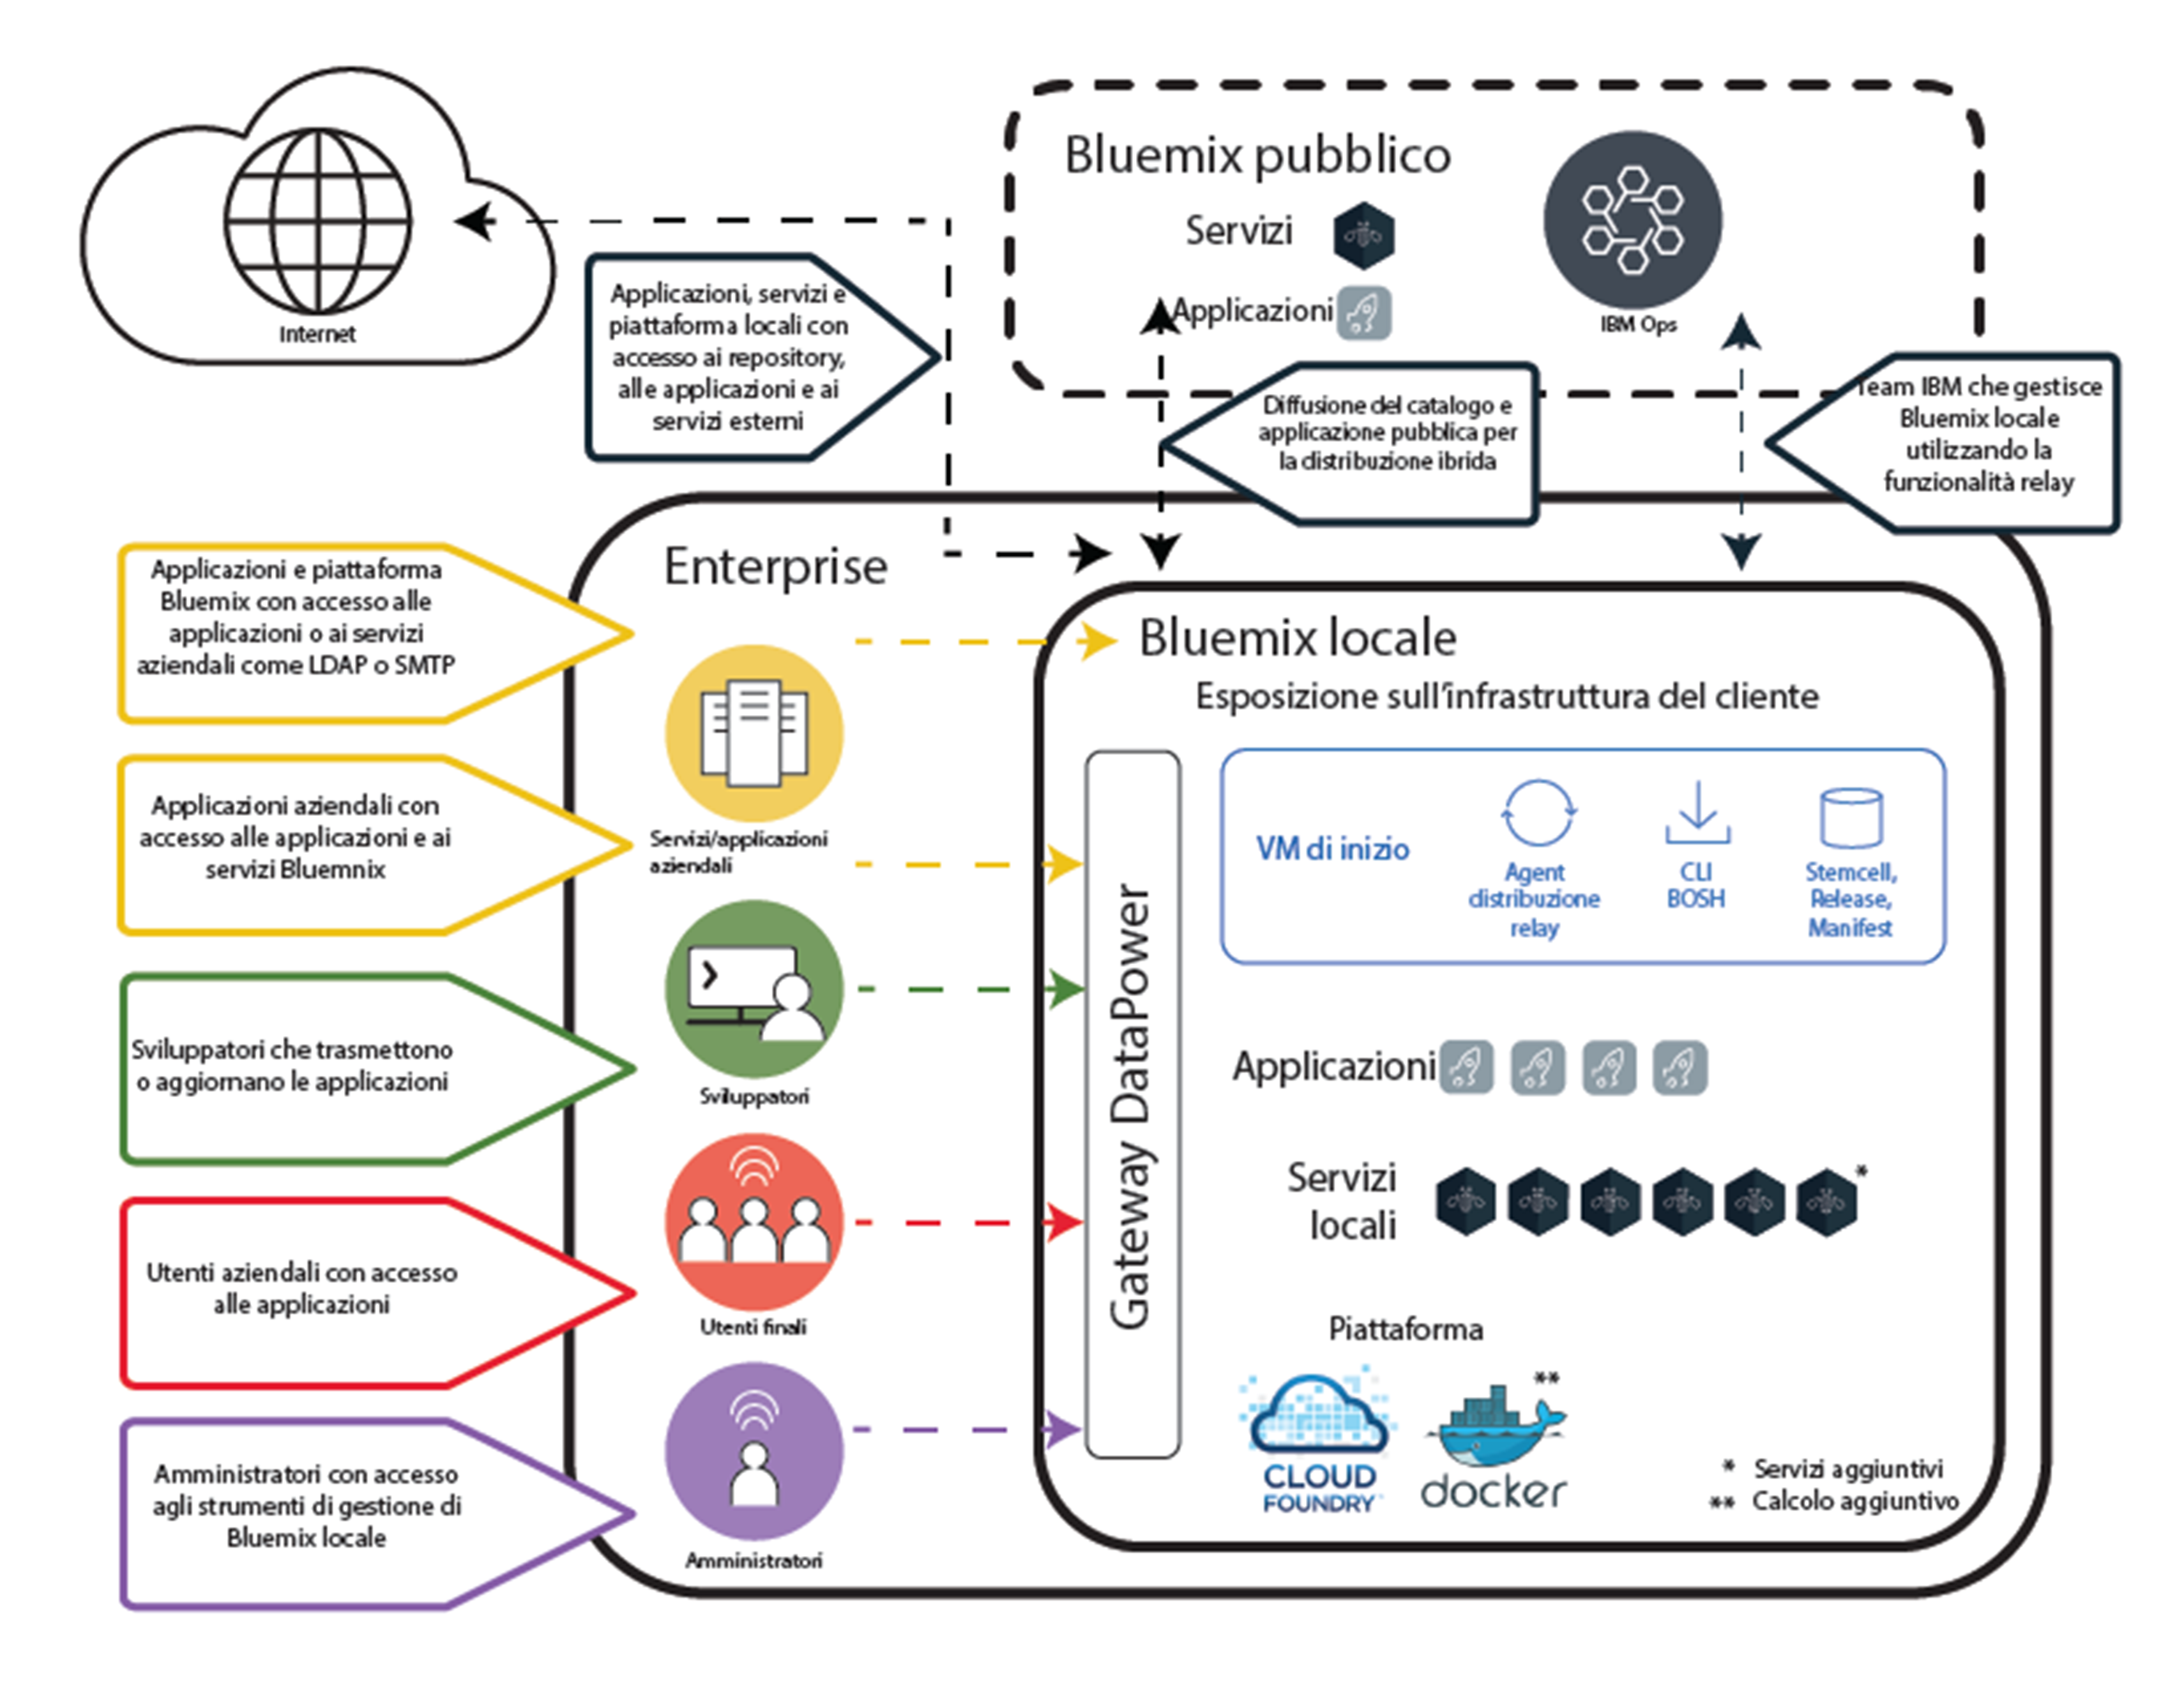 Internet
Applicazioni, servizi e
piattaforma locali con
accesso ai repository,
alle applicazioni e ai
servizi esterni
Bluemix pubblico
Servizi
Applicazioni
IBM Ops
Diffusione del catalogo e
applicazione pubblica per
la distribuzione ibrida
Team IBM che gestisce
Bluemix locale
utilizzando la
funzionalità relay
Applicazioni e piattaforma
Bluemix con accesso alle
applicazioni o ai servizi
aziendali come LDAP o SMTP
Applicazioni aziendali con
accesso alle applicazioni e ai
servizi Bluemnix
Sviluppatori che trasmettono
o aggiornano le applicazioni
Utenti aziendali con accesso
alle applicazioni
Amministratori con accesso
agli strumenti di gestione di
Bluemix locale
Enterprise
Servizi/applicazioni
aziendali
Sviluppatori
Utenti finali
Amministratori
Bluemix locale
Esposizione sull'infrastruttura del cliente
Gateway DataPower
VM di inizio
Agent
distribuzione
relay
CLI
BOSH
Stemcell,
Release,
Manifest
Applicazioni
Servizi
locali
*
Piattaforma
CLOUD
FOUNDRY
**
docker
* Servizi aggiuntivi
** Calcolo aggiuntivo